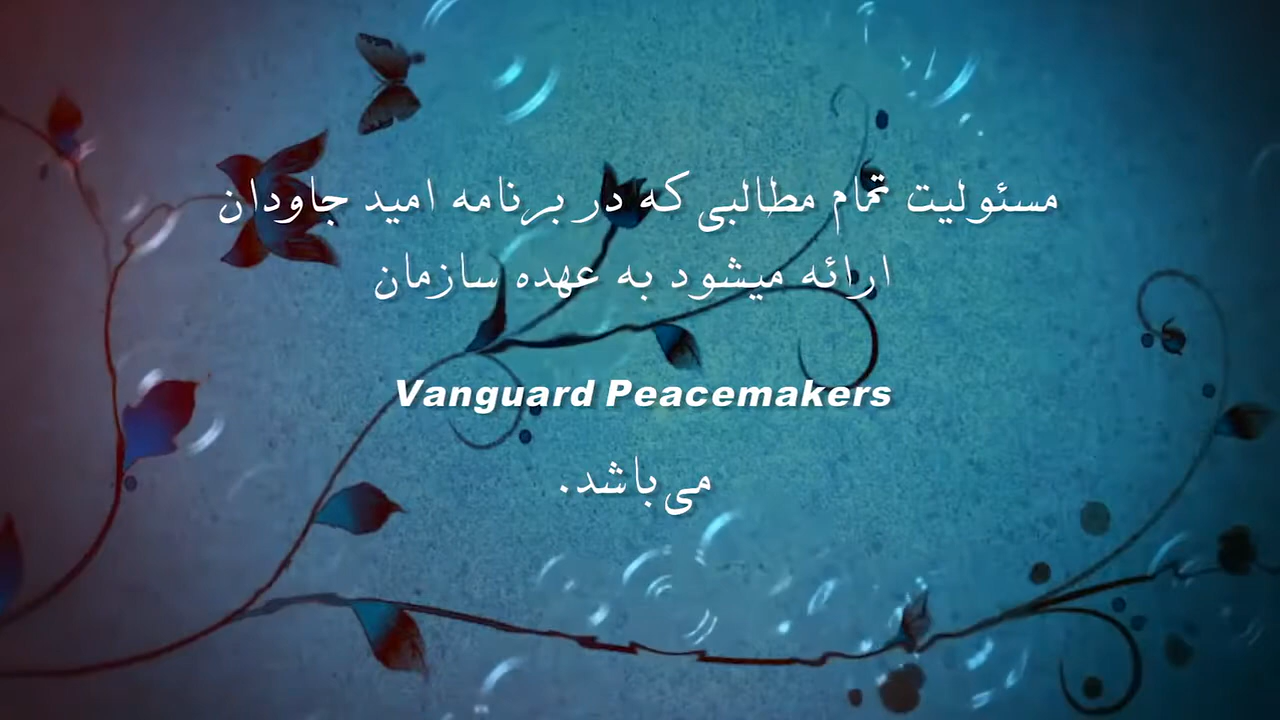 مسئولیت تمام مطالبی که در برنامه امید جاودان
ارائه میشود به عهده سازمان
Vanguard Peacemakers
می‌باشد.